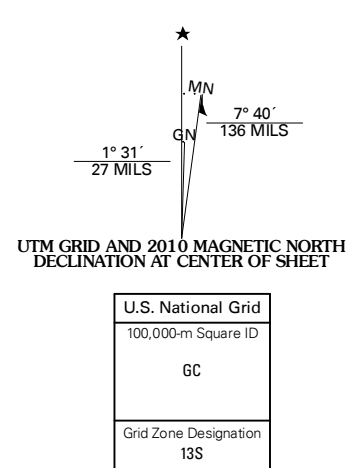 ★
MN
7° 40´
136 MILS
GN
1° 31´
27 MILS
UTM GRID AND 2010 MAGNETIC NORTH
DECLINATION AT CENTER OF SHEET
U.S. National Grid
100,000-m Square ID
GC
Grid Zone Designation
13S